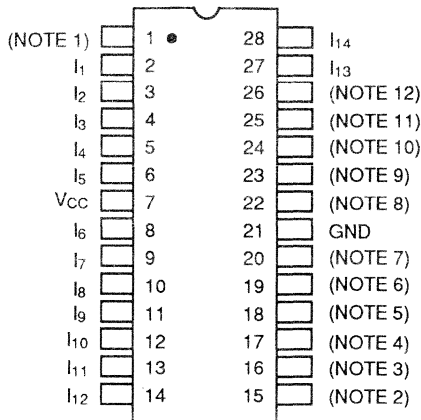 (NOTE 1) 1 28 I14
I1 2 27 I13
I2 3 26 (NOTE 12)
I3 4 25 (NOTE 11)
I4 5 24 (NOTE 10)
I5 6 23 (NOTE 9)
VCC 7 22 (NOTE 8)
I6 8 21 GND
I7 9 20 (NOTE 7)
I8 10 19 (NOTE 6)
I9 11 18 (NOTE 5)
I10 12 17 (NOTE 4)
I11 13 16 (NOTE 3)
I12 14 15 (NOTE 2)